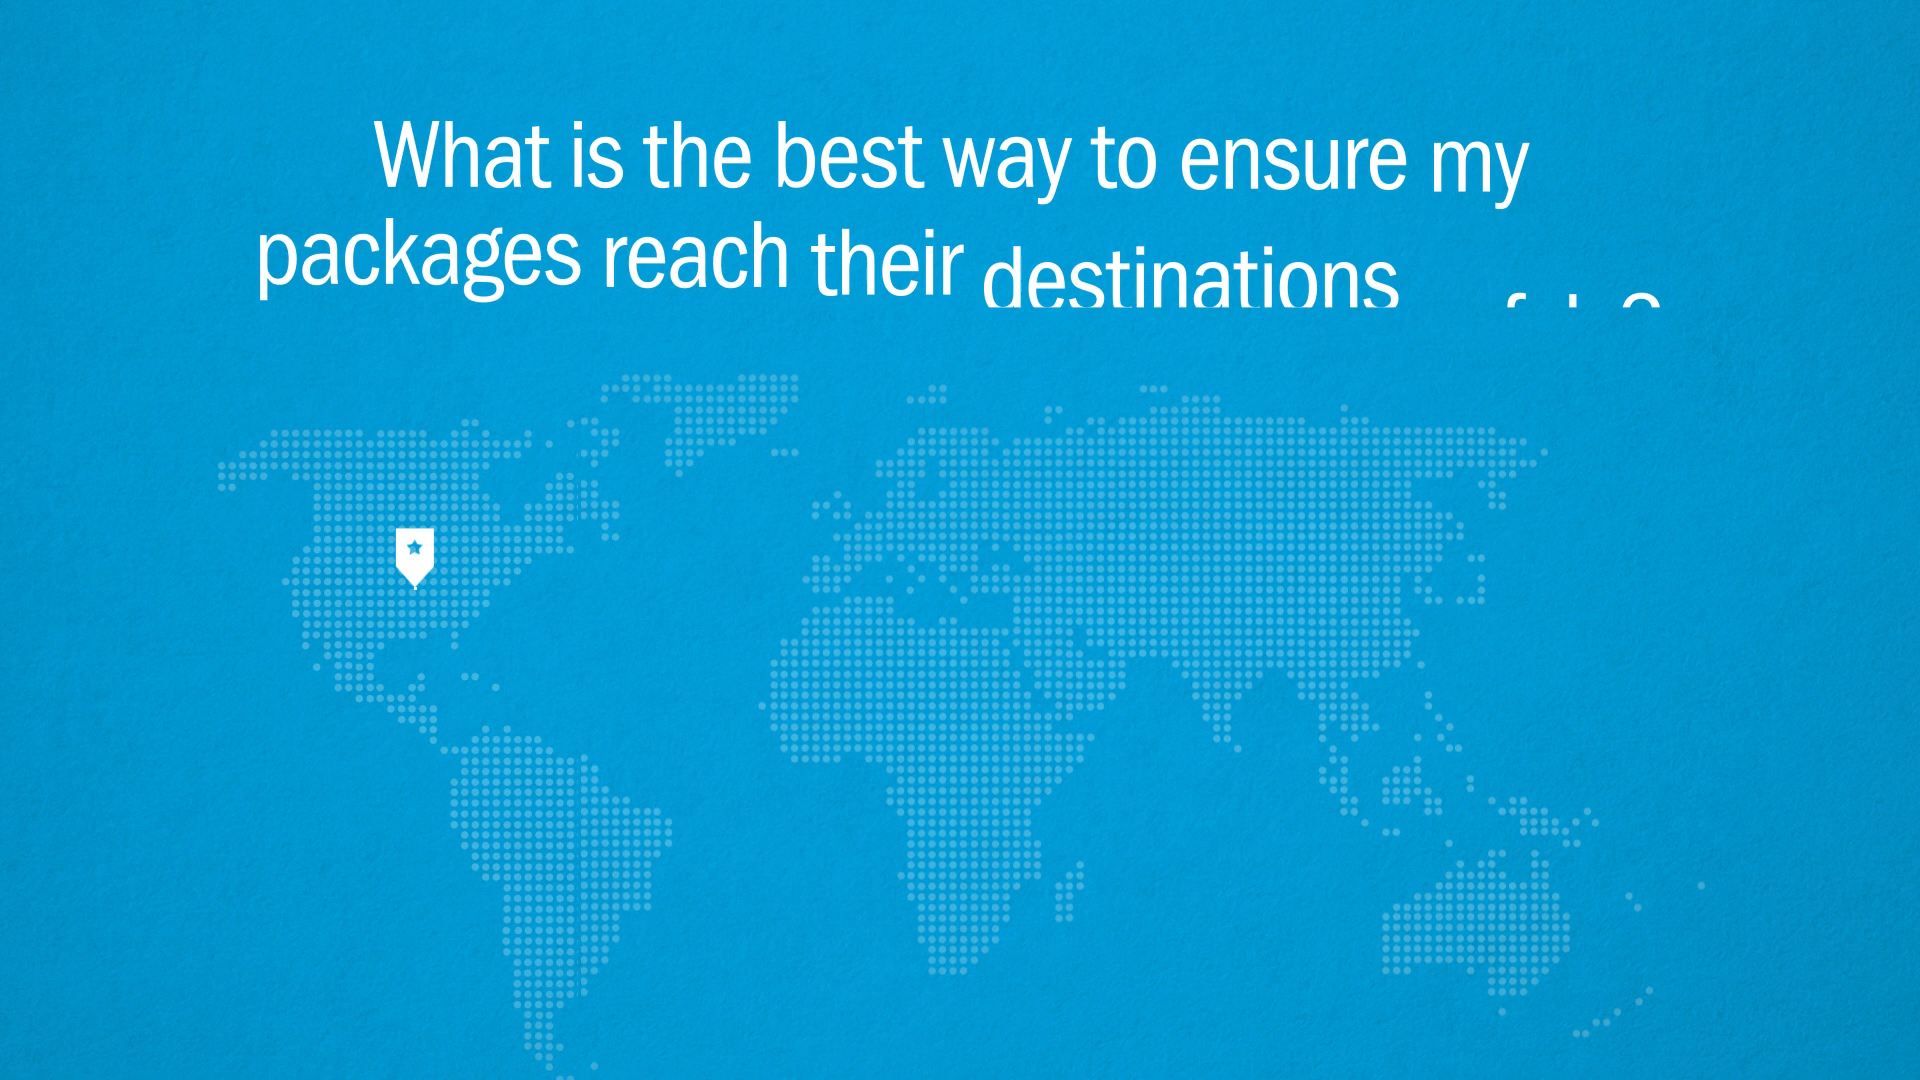 What is the best way to ensure my
packages reach their destinations